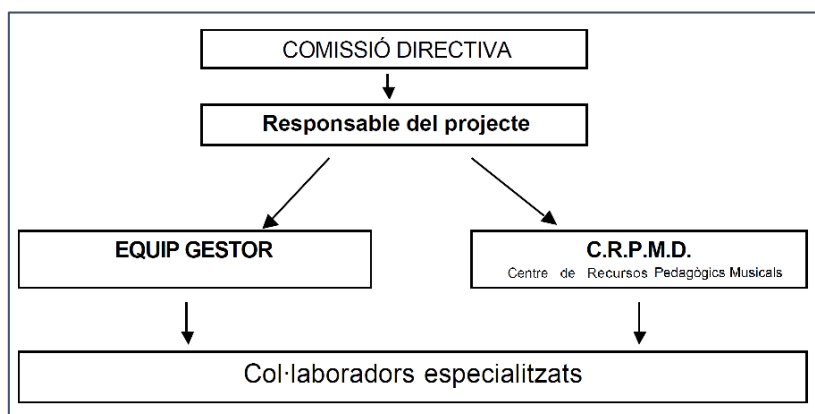 COMISSIÓ DIRECTIVA
Responsable del projecte
EQUIP GESTOR
C.R.P.M.D.
Centre de Recursos Pedagògics Musicals
Col·laboradors especialitzats